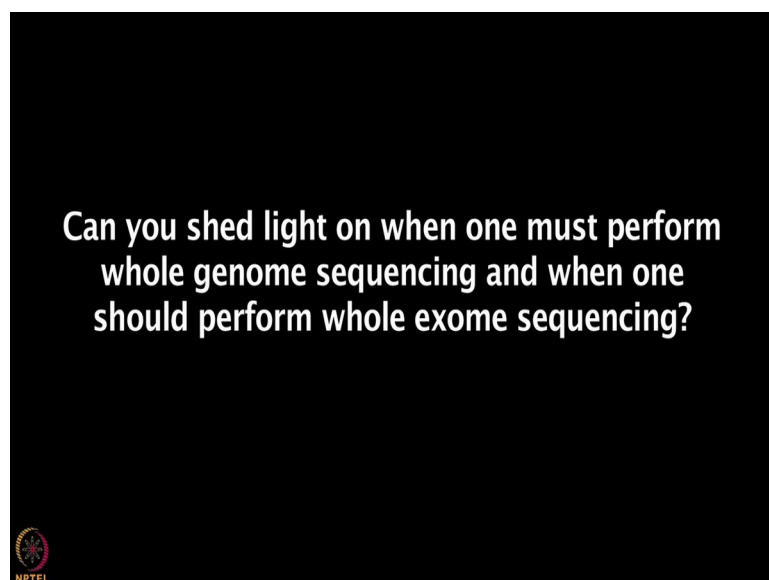 Can you shed light on when one must perform
whole genome sequencing and when one
should perform whole exome sequencing?
NPTEL